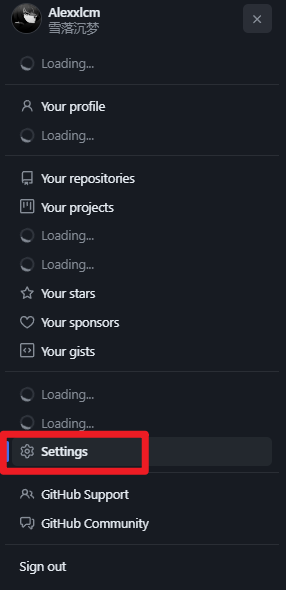 Alexxlcm
雪落沉梦
Loading...
Your profile
Loading...
Your repositories
Your projects
Loading...
Loading...
Your stars
Your sponsors
Your gists
Loading...
Loading...
Settings
GitHub Support
GitHub Community
Sign out